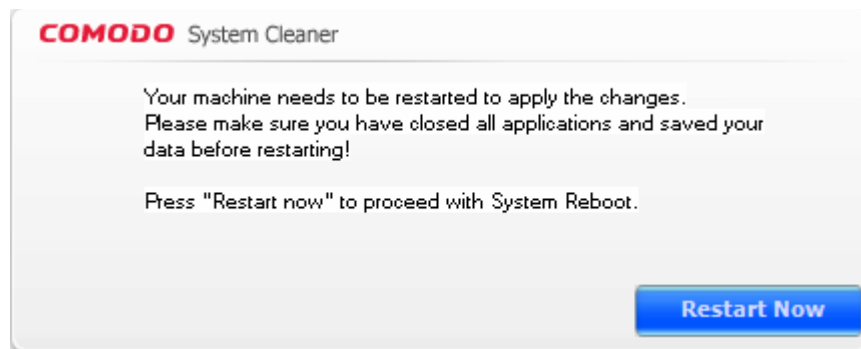 COMODO System Cleaner
Your machine needs to be restarted to apply the changes.
Please make sure you have closed all applications and saved your
data before restarting!
Press "Restart now" to proceed with System Reboot.
Restart Now